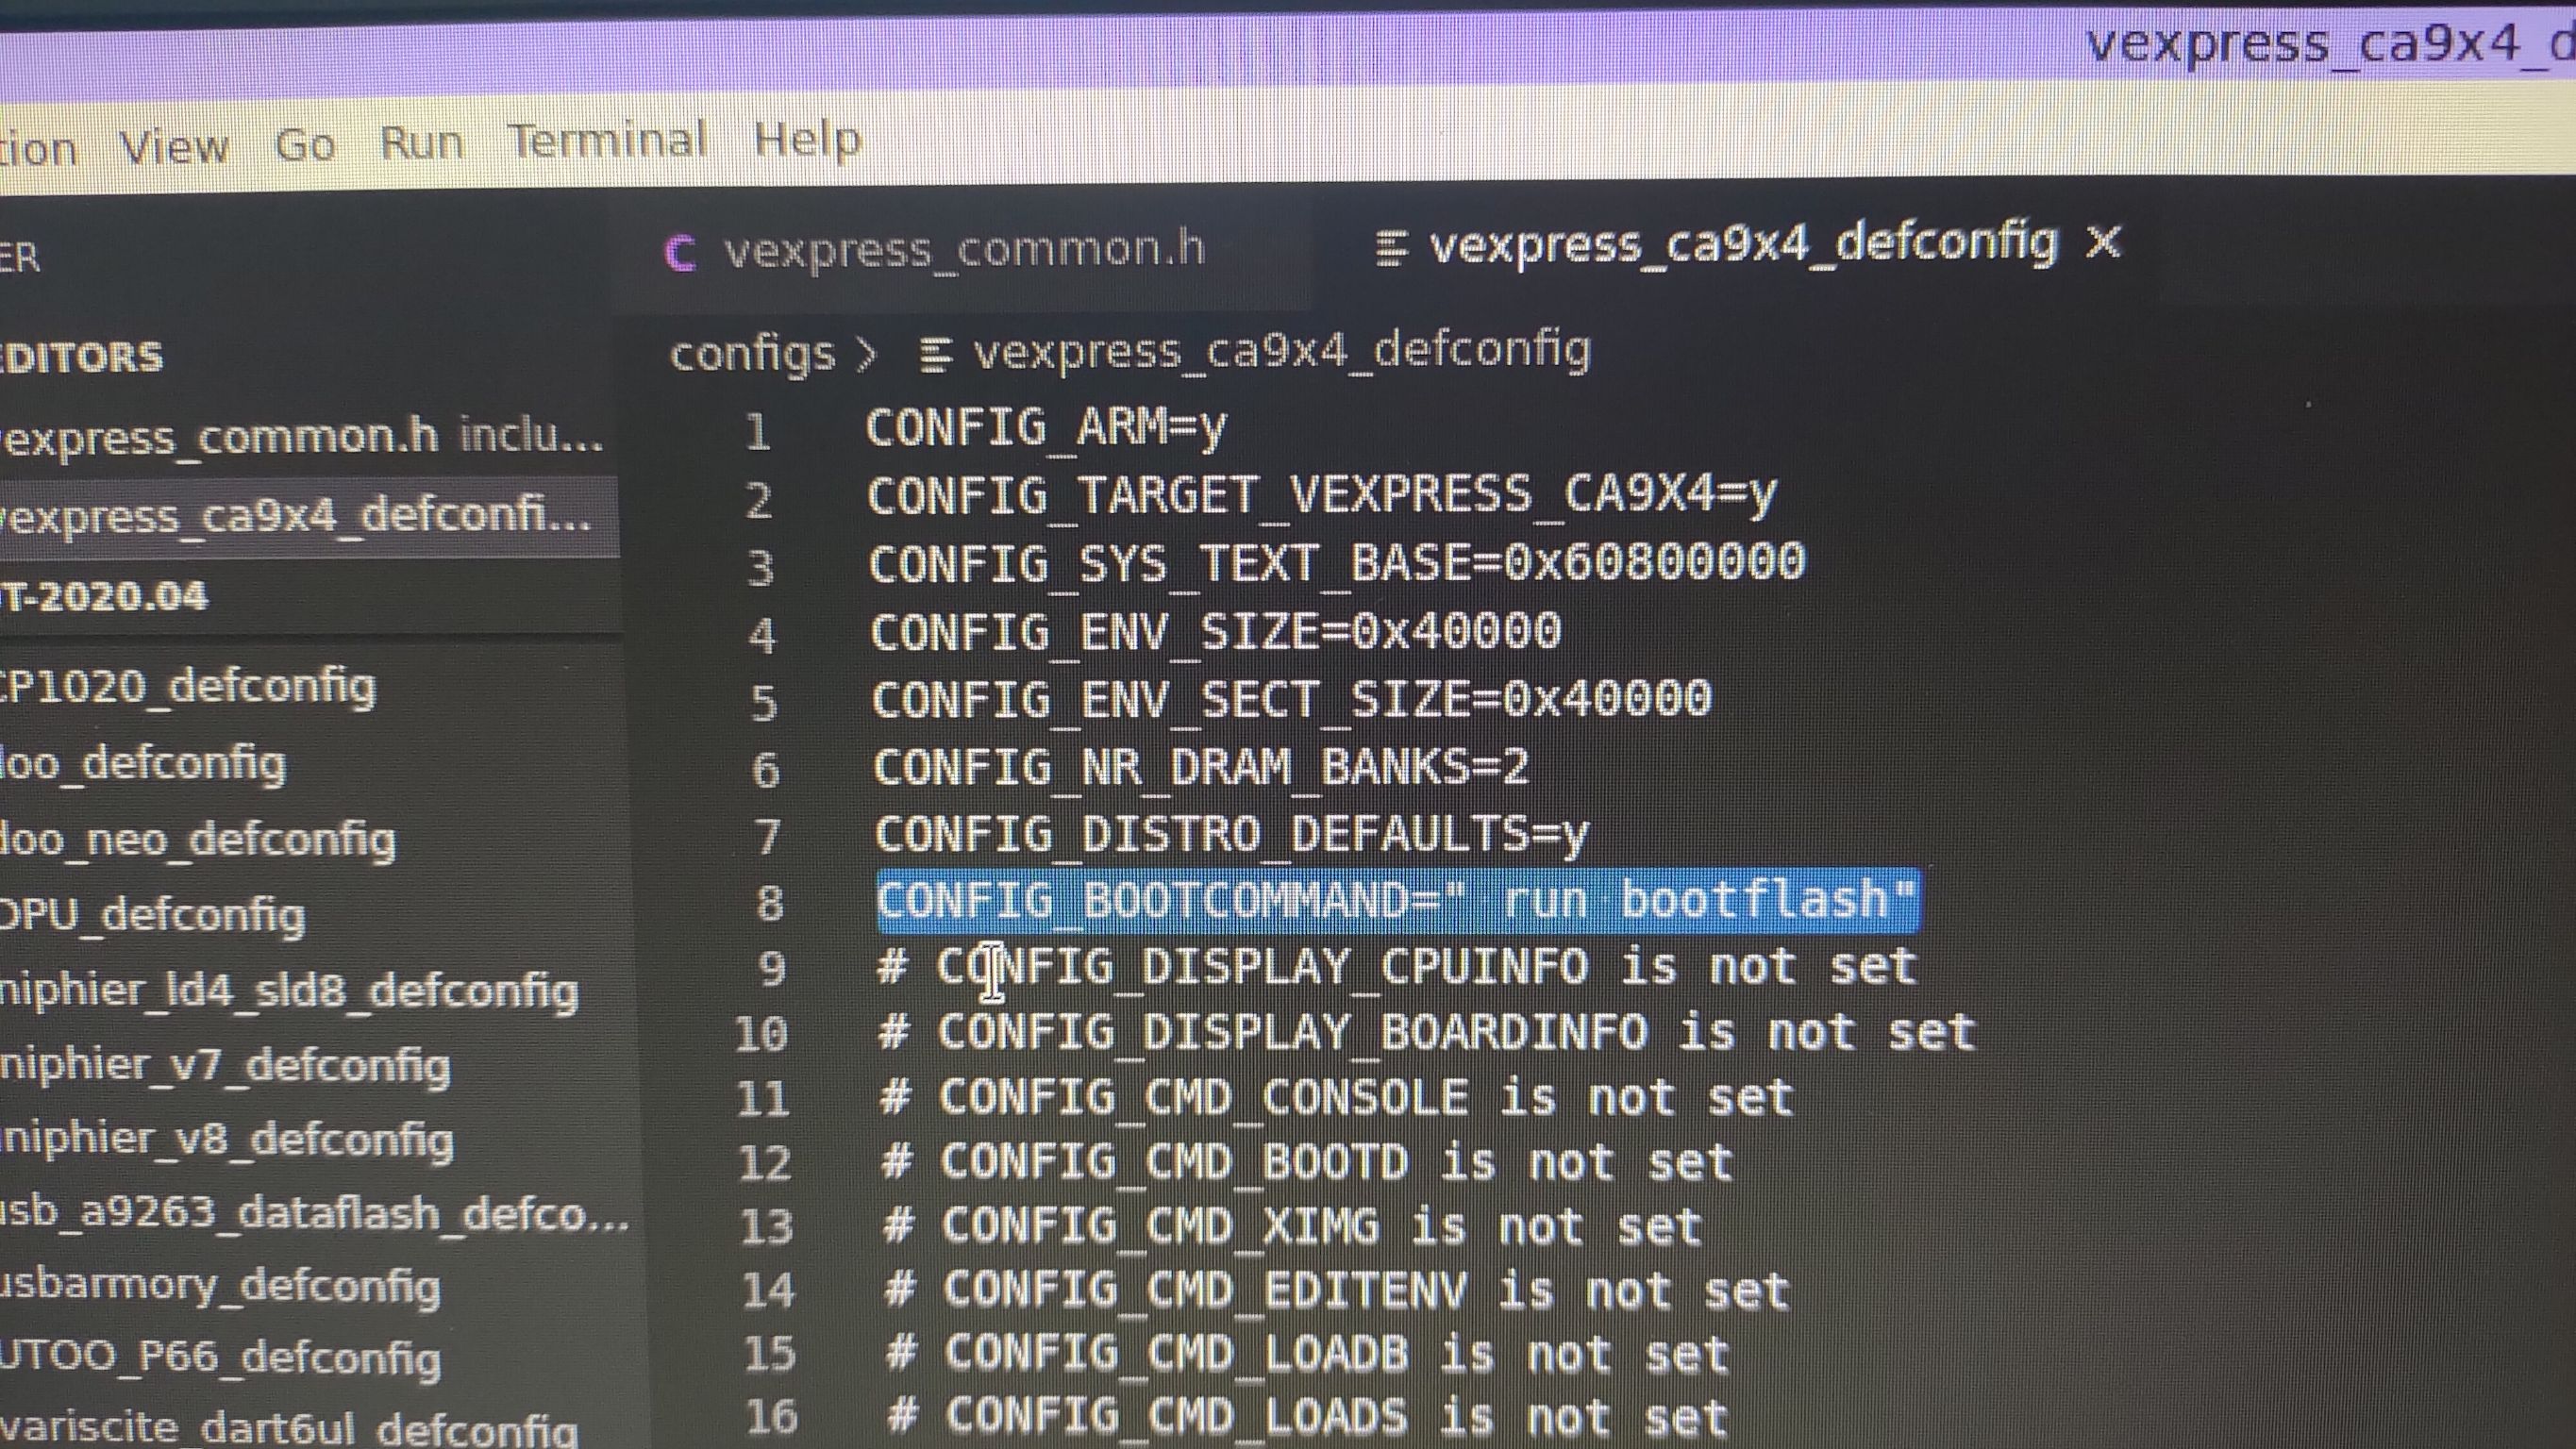 vexpress_ca9x4_d
tion View Go Run Terminal Help
ER
vexpress_common.h
vexpress_ca9x4_defconfig
EDITORS
vexpress_common.h inclu...
vexpress_ca9x4_defconfi...
OT-2020.04
CP1020_defconfig
doo_defconfig
doo_neo_defconfig
DPU_defconfig
niphier_ld4_sld8_defconfig
niphier_v7_defconfig
niphier_v8_defconfig
usb_a9263_dataflash_defco...
usbarmory_defconfig
UTOO_P66_defconfig
variscite_dart6ul_defconfig
configs > vexpress_ca9x4_defconfig
1 CONFIG_ARM=y
2 CONFIG_TARGET_VEXPRESS_CA9X4=y
3 CONFIG_SYS_TEXT_BASE=0x60800000
4 CONFIG_ENV_SIZE=0x40000
5 CONFIG_ENV_SECT_SIZE=0x40000
6 CONFIG_NR_DRAM_BANKS=2
7 CONFIG_DISTRO_DEFAULTS=y
8 CONFIG_BOOTCOMMAND=" run bootflash"
9 # CONFIG_DISPLAY_CPUINFO is not set
10 # CONFIG_DISPLAY_BOARDINFO is not set
11 # CONFIG_CMD_CONSOLE is not set
12 # CONFIG_CMD_BOOTD is not set
13 # CONFIG_CMD_XIMG is not set
14 # CONFIG_CMD_EDITENV is not set
15 # CONFIG_CMD_LOADB is not set
16 # CONFIG_CMD_LOADS is not set